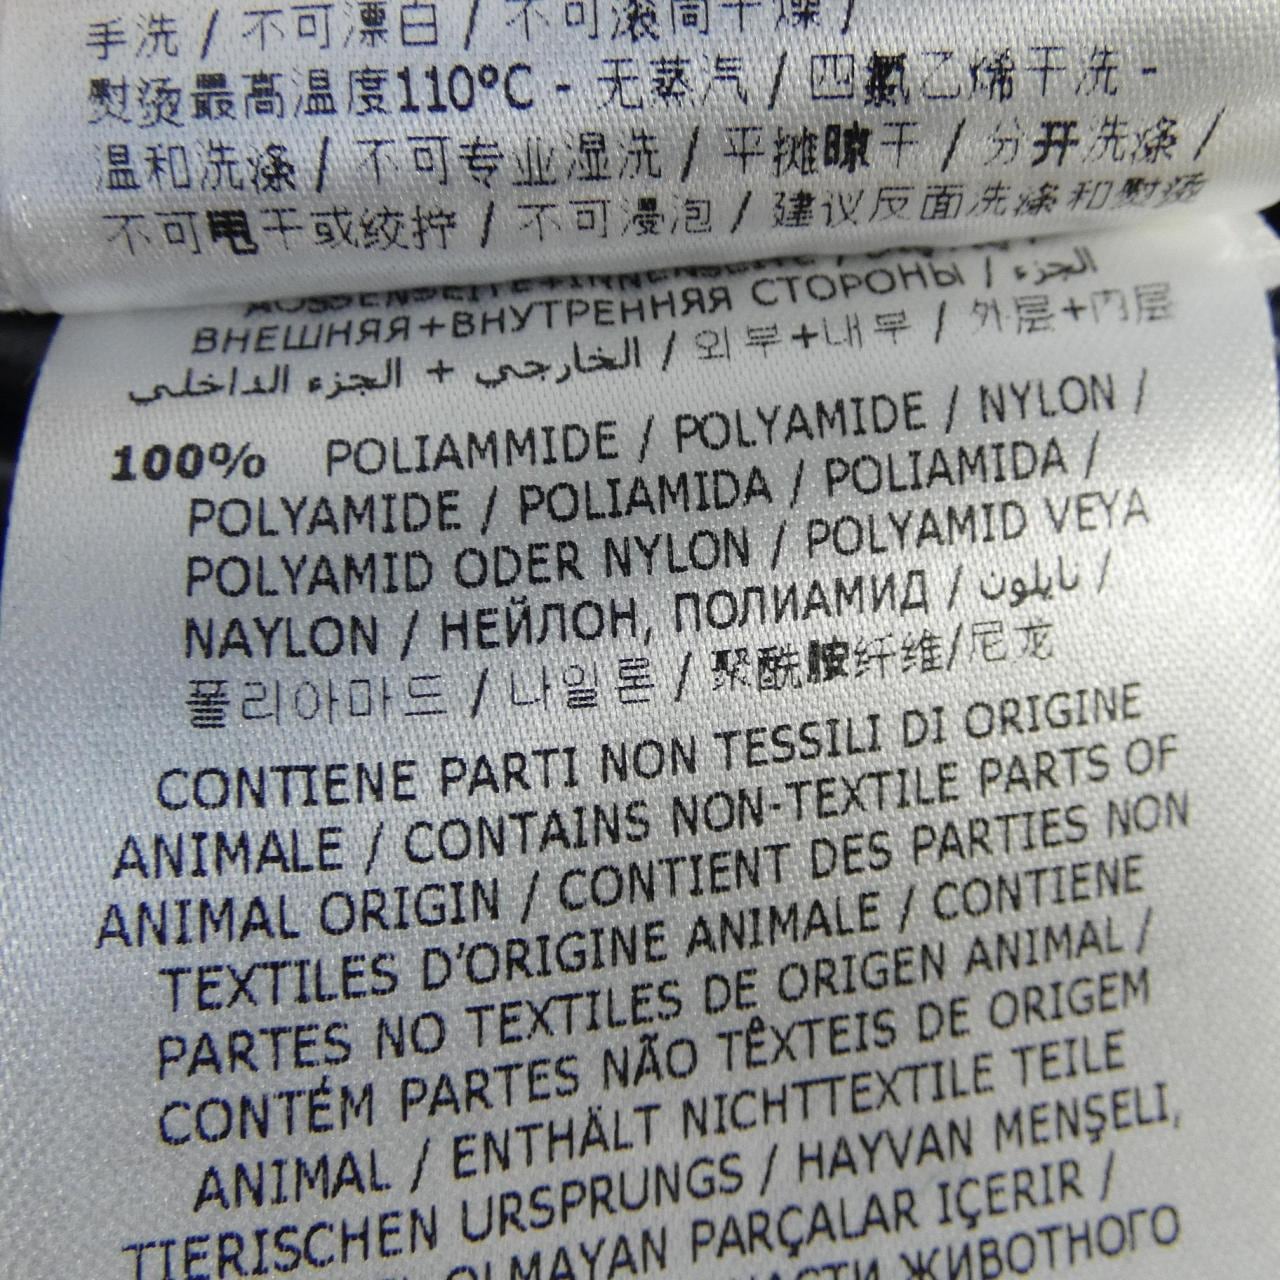 手洗 / 不可漂白 / 不可滚筒干燥 /
熨烫最高温度110°C - 无蒸汽 / 四氯乙烯干洗 -
温和洗涤 / 不可专业湿洗 / 平摊晾干 / 分开洗涤 /
不可甩干或绞拧 / 不可浸泡 / 建议反面洗涤和熨烫
AUSSENSEITE+INNENSEITE /
ВНЕШНЯЯ+ВНУТРЕННЯЯ СТОРОНЫ / الجزء
الخارجي + الجزء الداخلي / 외부+내부 / 外层+内层
100% POLIAMMIDE / POLYAMIDE / NYLON /
POLYAMIDE / POLIAMIDA / POLIAMIDA /
POLYAMID ODER NYLON / POLYAMID VEYA
NAYLON / НЕЙЛОН, ПОЛИАМИД / نايلون /
폴리아마드 / 나일론 / 聚酰胺纤维/尼龙
CONTIENE PARTI NON TESSILI DI ORIGINE
ANIMALE / CONTAINS NON-TEXTILE PARTS OF
ANIMAL ORIGIN / CONTIENT DES PARTIES NON
TEXTILES D'ORIGINE ANIMALE / CONTIENE
PARTES NO TEXTILES DE ORIGEN ANIMAL /
CONTÉM PARTES NÃO TÊXTEIS DE ORIGEM
ANIMAL / ENTHÄLT NICHTTEXTILE TEILE
TIERISCHEN URSPRUNGS / HAYVAN MENŞELI,
OLMAYAN PARÇALAR IÇERIR /
ЖИВОТНОГО